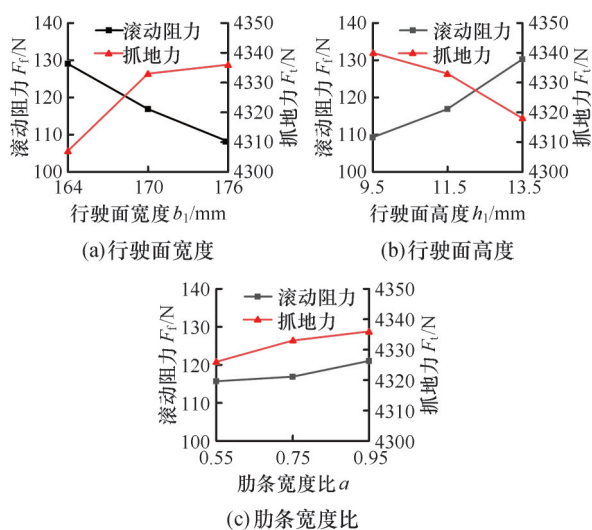 滚动阻力 Ff/N
140
130
120
110
100
滚动阻力
抓地力
4350
4340
4330
4320
4310
4300
抓地力 Ft/N
164 170 176
行驶面宽度 b1/mm
(a) 行驶面宽度
滚动阻力 Ff/N
140
130
120
110
100
滚动阻力
抓地力
4350
4340
4330
4320
4310
4300
抓地力 Ft/N
9.5 11.5 13.5
行驶面高度 h1/mm
(b) 行驶面高度
滚动阻力 Ff/N
140
130
120
110
100
滚动阻力
抓地力
4350
4340
4330
4320
4310
4300
抓地力 Ft/N
0.55 0.75 0.95
肋条宽度比 a
(c) 肋条宽度比